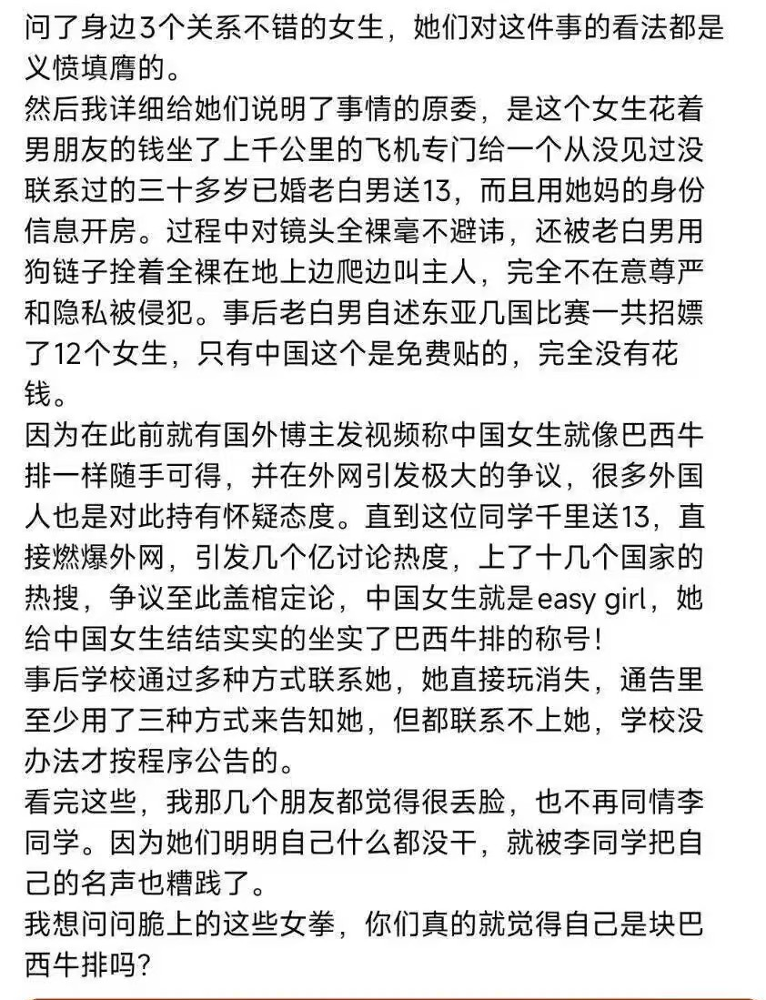 问了身边3个关系不错的女生，她们对这件事的看法都是
义愤填膺的。
然后我详细给她们说明了事情的原委，是这个女生花着
男朋友的钱坐了上千公里的飞机专门给一个从没见过没
联系过的三十多岁已婚老白男送13，而且用她妈的身份
信息开房。过程中对镜头全裸毫不避讳，还被老白男用
狗链子拴着全裸在地上边爬边叫主人，完全不在意尊严
和隐私被侵犯。事后老白男自述东亚几国比赛一共招嫖
了12个女生，只有中国这个是免费贴的，完全没有花
钱。
因为在此前就有国外博主发视频称中国女生就像巴西牛
排一样随手可得，并在外网引发极大的争议，很多外国
人也是对此持有怀疑态度。直到这位同学千里送13，直
接燃爆外网，引发几个亿讨论热度，上了十几个国家的
热搜，争议至此盖棺定论，中国女生就是easy girl，她
给中国女生结结实实的坐实了巴西牛排的称号！
事后学校通过多种方式联系她，她直接玩消失，通告里
至少用了三种方式来告知她，但都联系不上她，学校没
办法才按程序公告的。
看完这些，我那几个朋友都觉得很丢脸，也不再同情李
同学。因为她们明明自己什么都没干，就被李同学把自
己的名声也糟践了。
我想问问脆上的这些女拳，你们真的就觉得自己是块巴
西牛排吗?